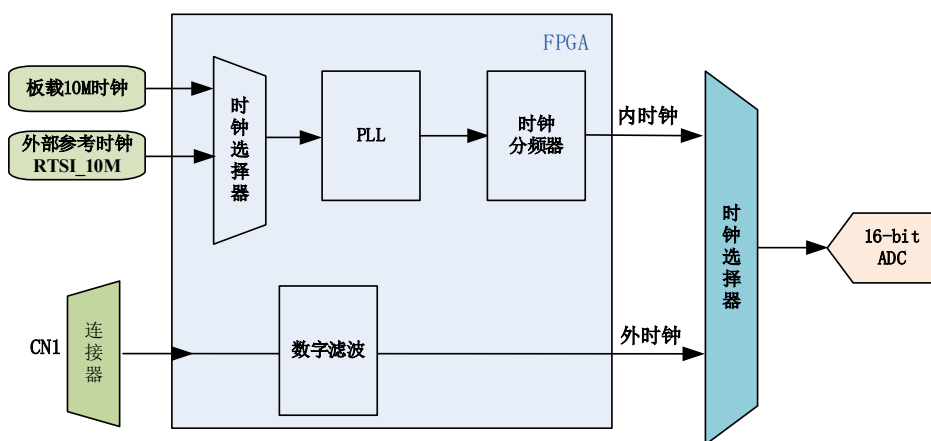 FPGA
板载10M时钟
外部参考时钟
RTSI_10M
时钟选择器
PLL
时钟
分频器
内时钟
时钟选择器
16-bit
ADC
CN1
连接器
数字滤波
外时钟